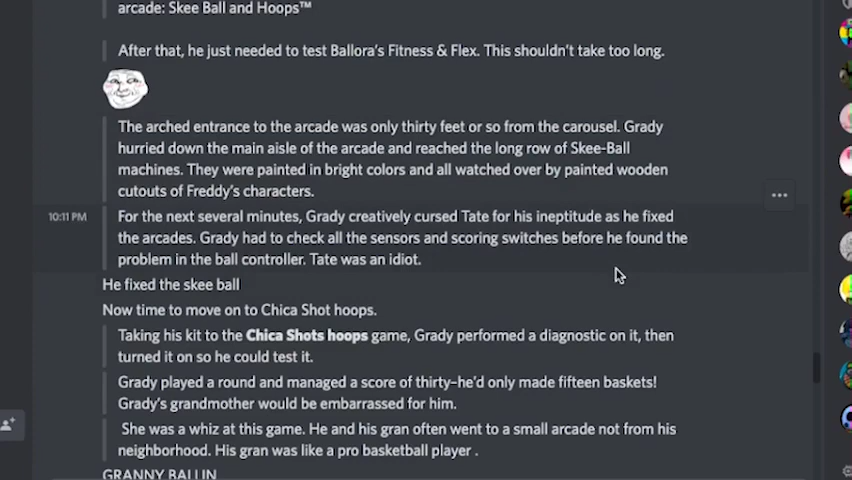 arcade: Skee Ball and Hoops™
After that, he just needed to test Ballora's Fitness & Flex. This shouldn't take too long.
The arched entrance to the arcade was only thirty feet or so from the carousel. Grady
hurried down the main aisle of the arcade and reached the long row of Skee-Ball
machines. They were painted in bright colors and all watched over by painted wooden
cutouts of Freddy's characters.
10:11 PM For the next several minutes, Grady creatively cursed Tate for his ineptitude as he fixed
the arcades. Grady had to check all the sensors and scoring switches before he found the
problem in the ball controller. Tate was an idiot.
He fixed the skee ball
Now time to move on to Chica Shot hoops.
Taking his kit to the Chica Shots hoops game, Grady performed a diagnostic on it, then
turned it on so he could test it.
Grady played a round and managed a score of thirty–he'd only made fifteen baskets!
Grady's grandmother would be embarrassed for him.
She was a whiz at this game. He and his gran often went to a small arcade not from his
neighborhood. His gran was like a pro basketball player .
GRANNY BALLIN